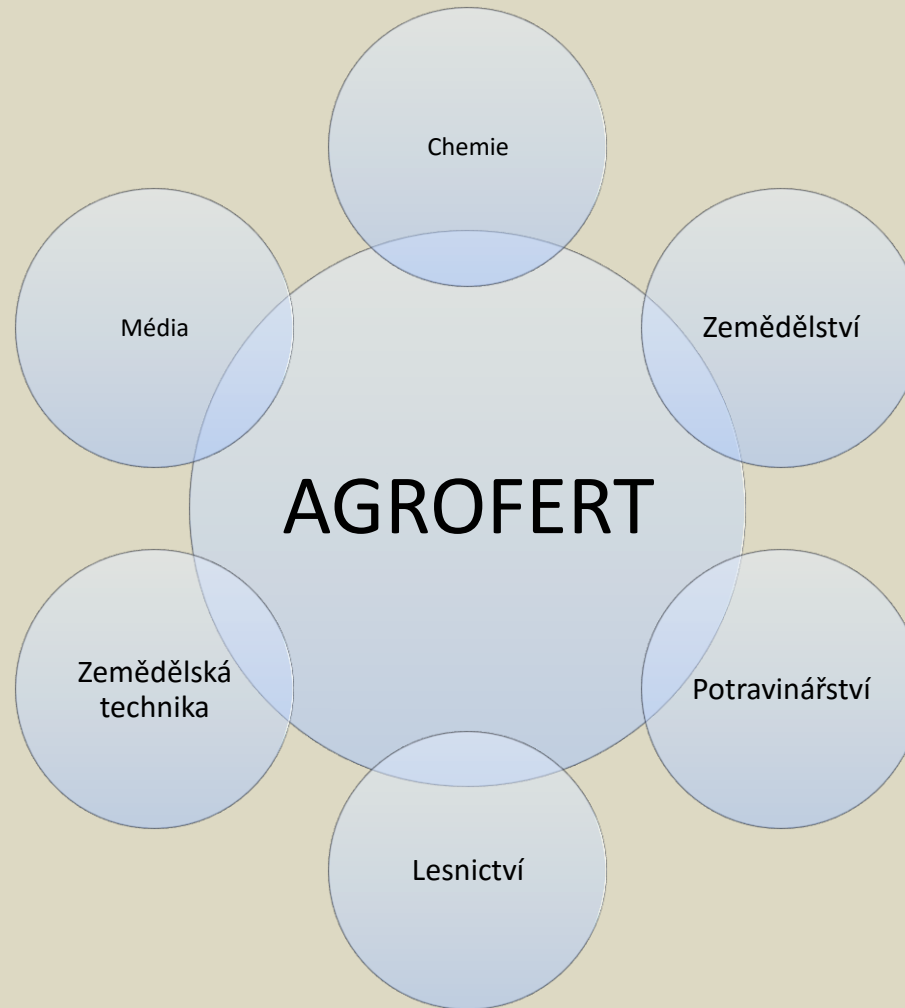 Chemie
Média
Zemědělství
AGROFERT
Zemědělská
technika
Potravinářství
Lesnictví